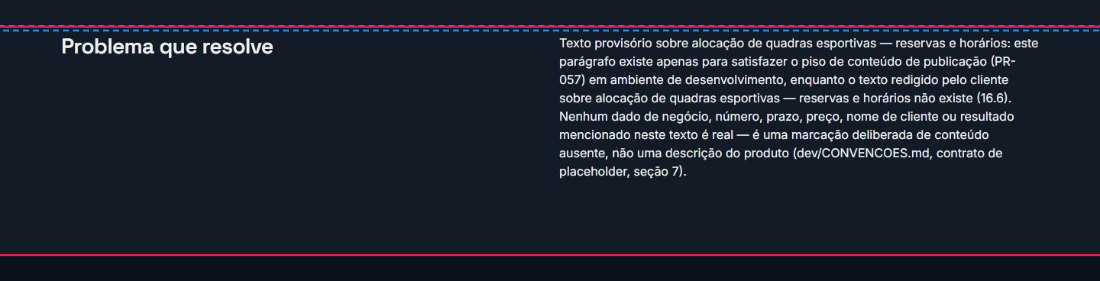 Problema que resolve
Texto provisório sobre alocação de quadras esportivas — reservas e horários: este
parágrafo existe apenas para satisfazer o piso de conteúdo de publicação (PR-
057) em ambiente de desenvolvimento, enquanto o texto redigido pelo cliente
sobre alocação de quadras esportivas — reservas e horários não existe (16.6).
Nenhum dado de negócio, número, prazo, preço, nome de cliente ou resultado
mencionado neste texto é real — é uma marcação deliberada de conteúdo
ausente, não uma descrição do produto (dev/CONVENCOES.md, contrato de
placeholder, seção 7).